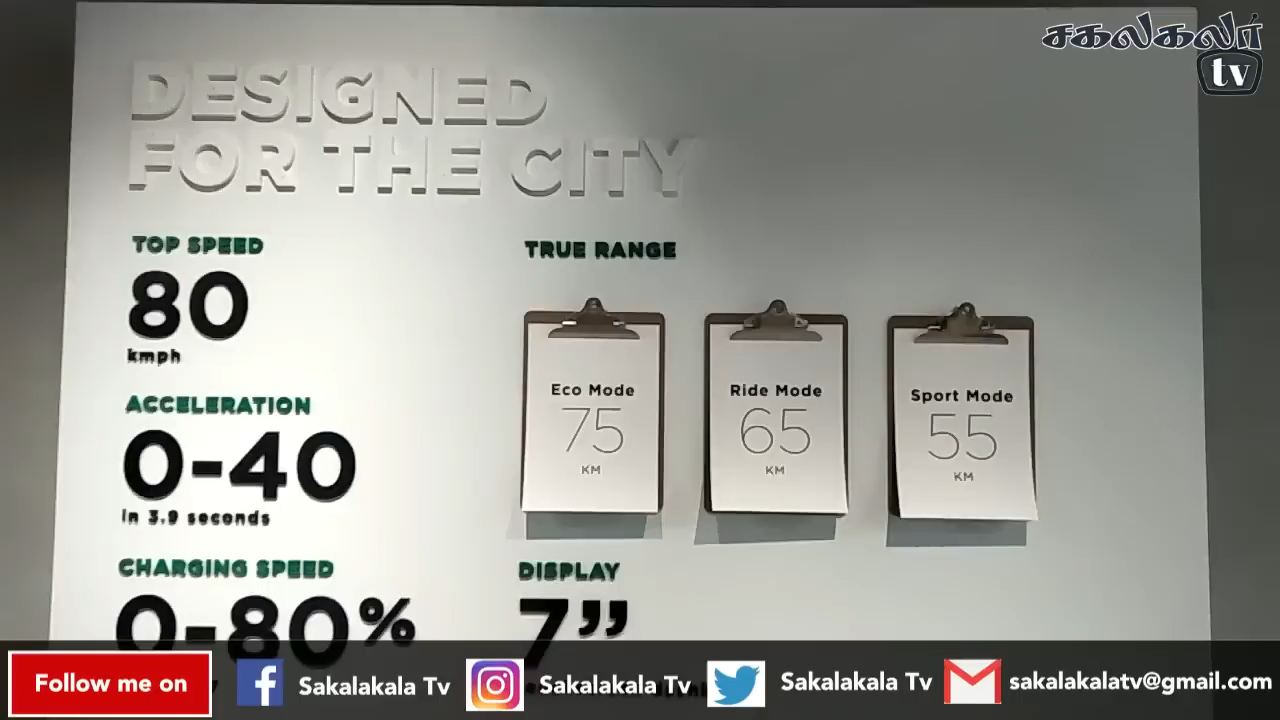 சகலகலா
tv
DESIGNED
FOR THE CITY
TOP SPEED
80
kmph
TRUE RANGE
Eco Mode
75
KM
Ride Mode
65
KM
Sport Mode
55
KM
ACCELERATION
0-40
in 3.9 seconds
CHARGING SPEED
0-80%
DISPLAY
7”
Follow me on
Sakalakala Tv
Sakalakala Tv
Sakalakala Tv
sakalakalatv@gmail.com